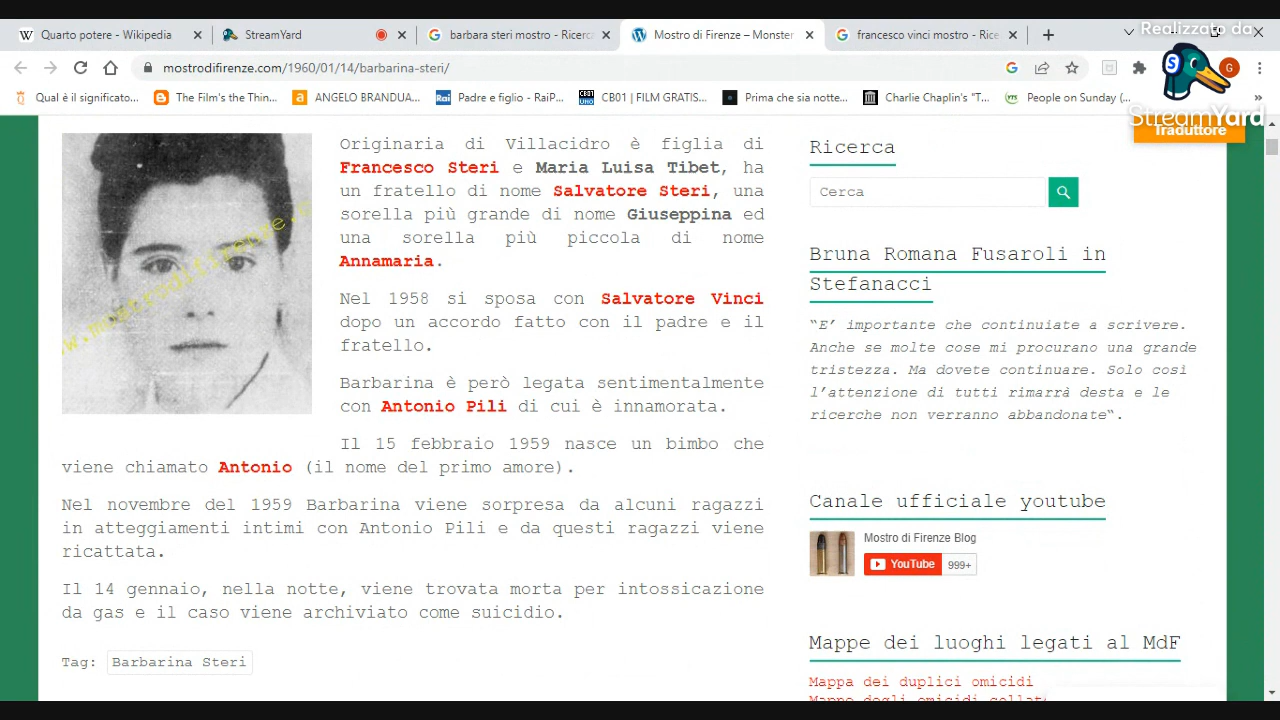 Quarto potere - Wikipedia
StreamYard
barbara steri mostro - Ricerc
Mostro di Firenze – Monster
francesco vinci mostro - Rice
Realizzato da
mostrodifirenze.com/1960/01/14/barbarina-steri/
G
Qual è il significato...
The Film's the Thin...
ANGELO BRANDUA...
Padre e figlio - RaiP...
CB01 | FILM GRATIS...
Prima che sia notte...
Charlie Chaplin's "T...
People on Sunday (...
StreamYard
Traduttore
Originaria di Villacidro è figlia di
Francesco Steri e Maria Luisa Tibet, ha
un fratello di nome Salvatore Steri, una
sorella più grande di nome Giuseppina ed
una sorella più piccola di nome
Annamaria.
Nel 1958 si sposa con Salvatore Vinci
dopo un accordo fatto con il padre e il
fratello.
Barbarina è però legata sentimentalmente
con Antonio Pili di cui è innamorata.
Il 15 febbraio 1959 nasce un bimbo che
viene chiamato Antonio (il nome del primo amore).
Nel novembre del 1959 Barbarina viene sorpresa da alcuni ragazzi
in atteggiamenti intimi con Antonio Pili e da questi ragazzi viene
ricattata.
Il 14 gennaio, nella notte, viene trovata morta per intossicazione
da gas e il caso viene archiviato come suicidio.
Tag: Barbarina Steri
Ricerca
Cerca
Bruna Romana Fusaroli in
Stefanacci
“E’ importante che continuiate a scrivere.
Anche se molte cose mi procurano una grande
tristezza. Ma dovete continuare. Solo così
l’attenzione di tutti rimarrà desta e le
ricerche non verranno abbandonate“.
Canale ufficiale youtube
Mostro di Firenze Blog
YouTube 999+
Mappe dei luoghi legati al MdF
Mappa dei duplici omicidi